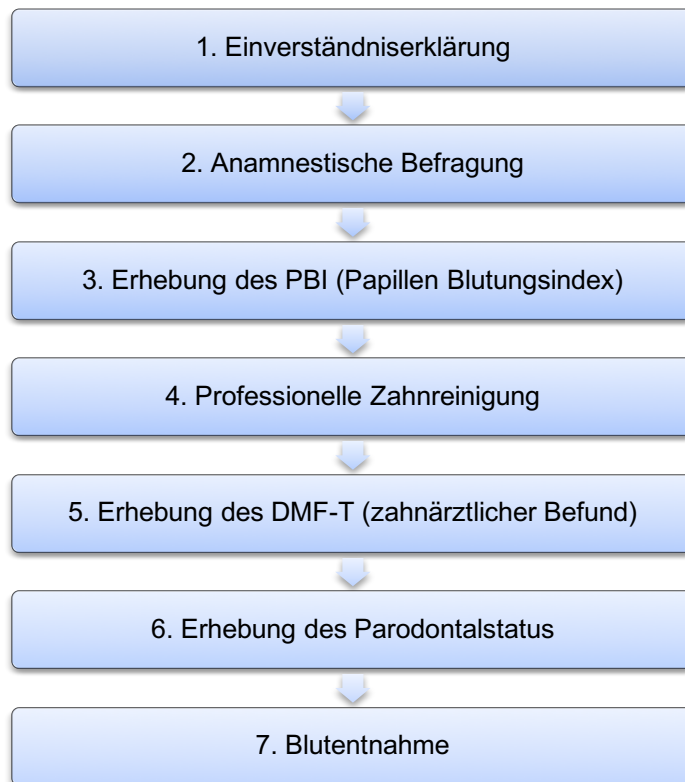 1. Einverständniserklärung
2. Anamnestische Befragung
3. Erhebung des PBI (Papillen Blutungsindex)
4. Professionelle Zahnreinigung
5. Erhebung des DMF-T (zahnärztlicher Befund)
6. Erhebung des Parodontalstatus
7. Blutentnahme